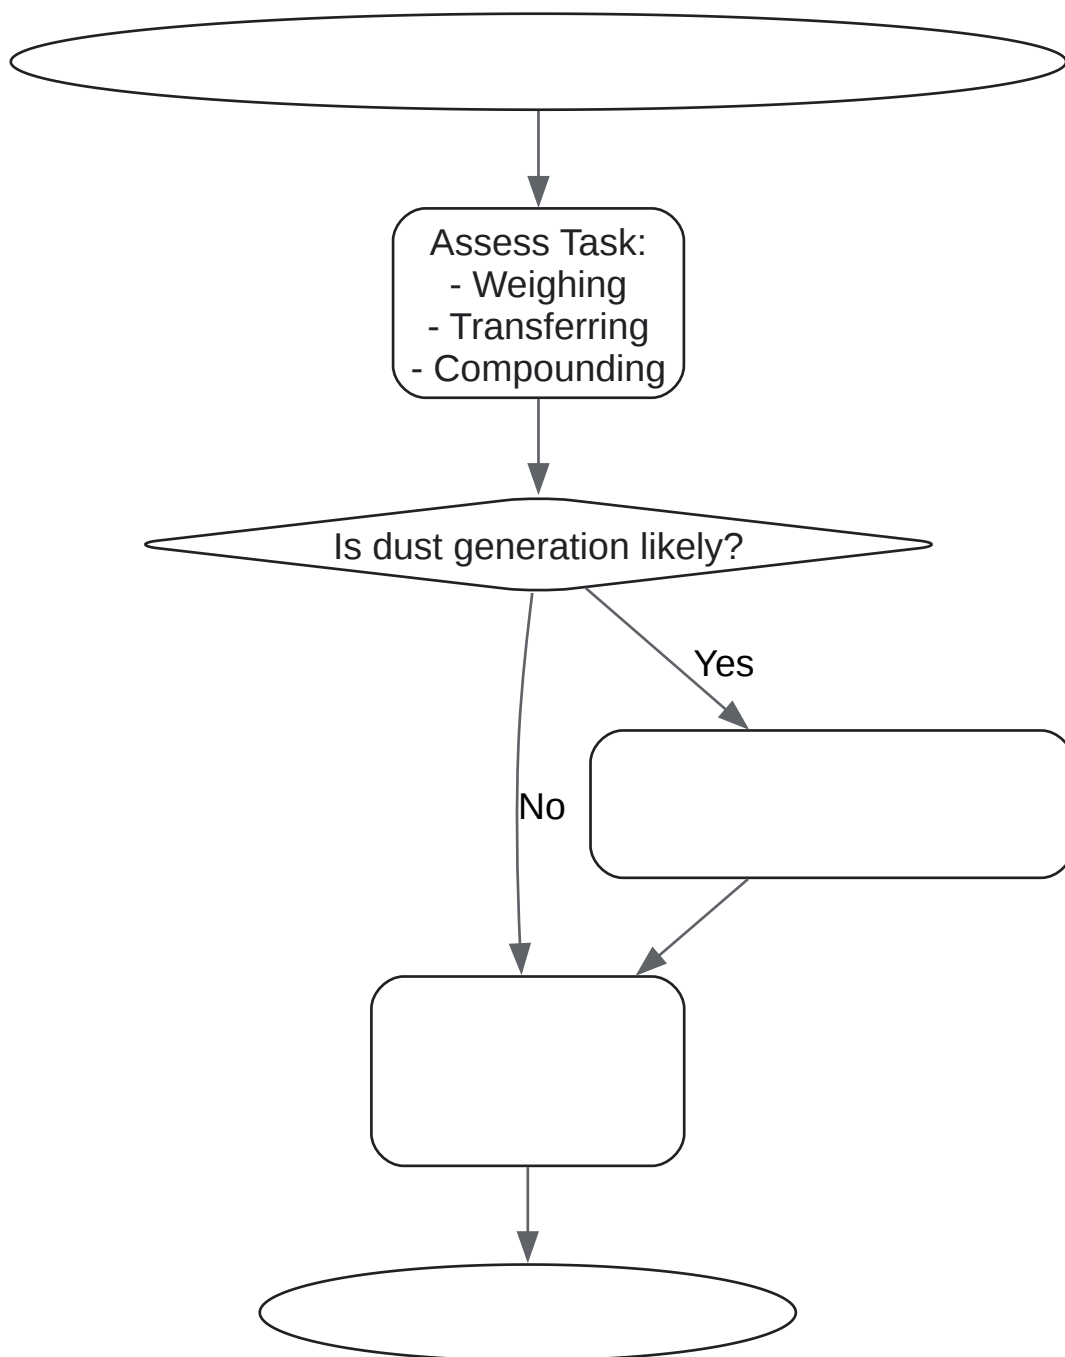 Assess Task:
- Weighing
- Transferring
- Compounding
Is dust generation likely?
Yes
No